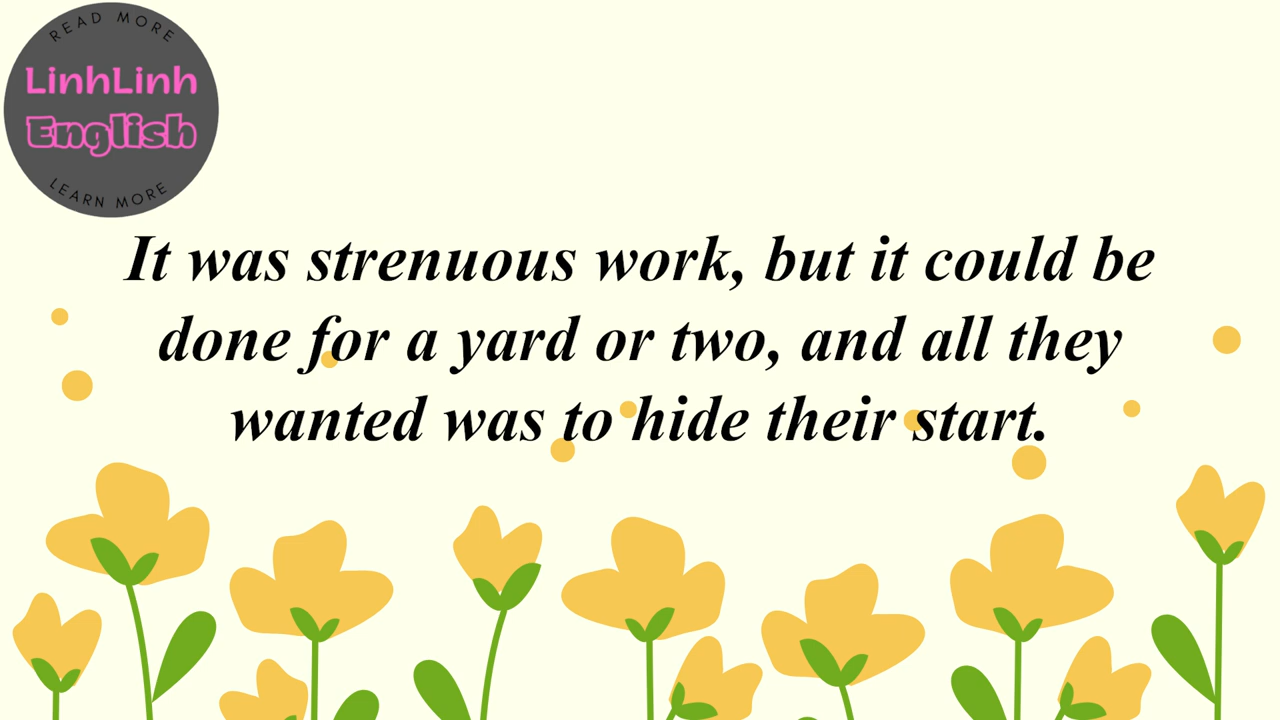 READ MORE
LinhLinh
English
LEARN MORE
It was strenuous work, but it could be
done for a yard or two, and all they
wanted was to hide their start.